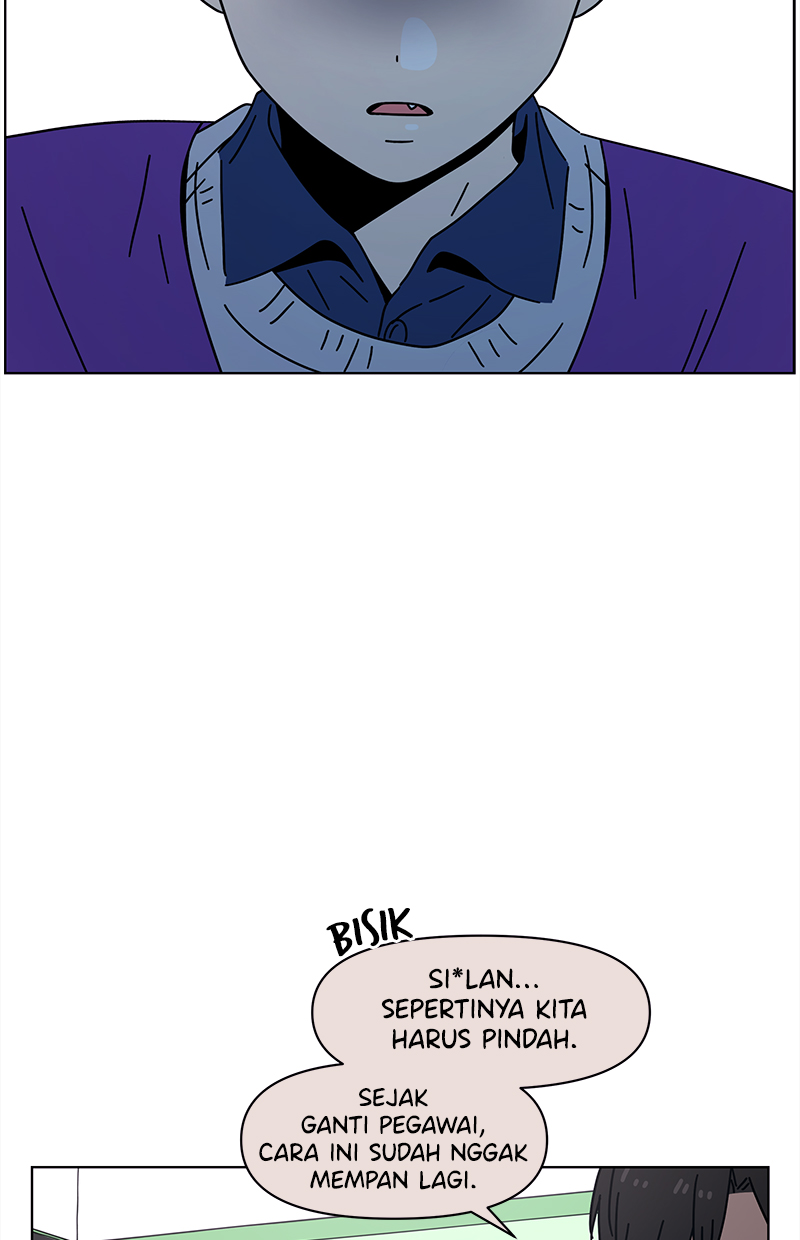 BISIK
SI*LAN...
SEPERTINYA KITA
HARUS PINDAH.
SEJAK
GANTI PEGAWAI,
CARA INI SUDAH NGGAK
MEMPAN LAGI.